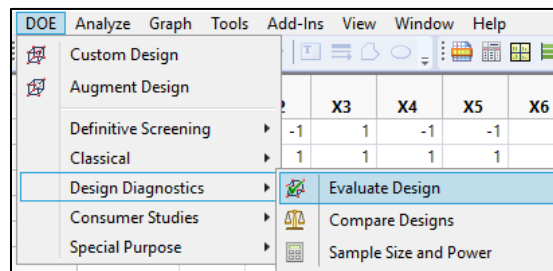 DOE Analyze Graph Tools Add-Ins View Window Help
Custom Design
Augment Design
X3 X4 X5 X6
Definitive Screening -1 1 -1 -1
Classical 1 1 1 1
Design Diagnostics Evaluate Design
Consumer Studies Compare Designs
Special Purpose Sample Size and Power